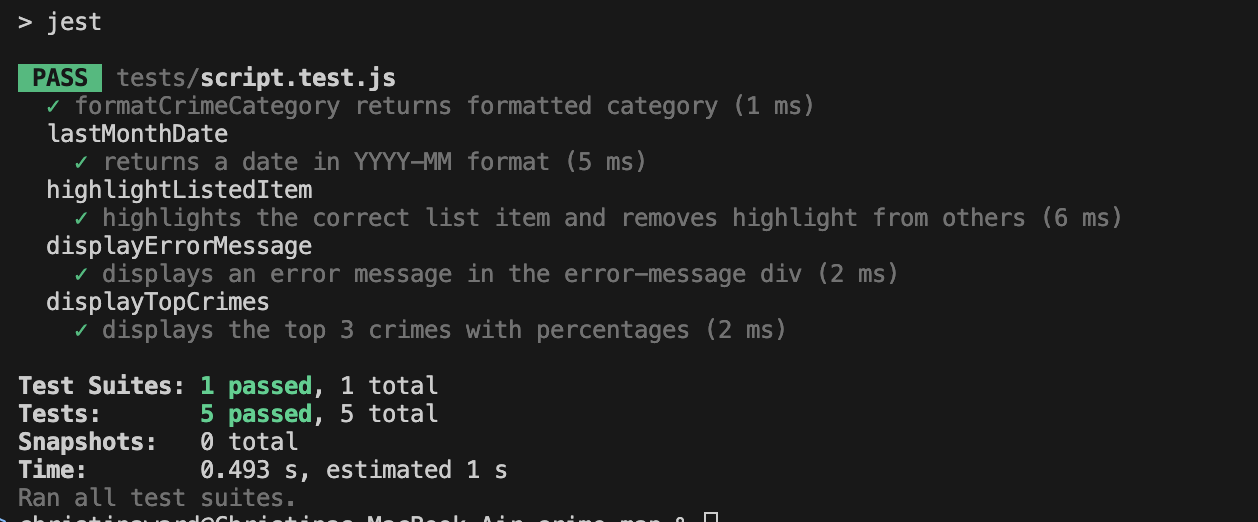 > jest
PASS tests/script.test.js
✓ formatCrimeCategory returns formatted category (1 ms)
lastMonthDate
✓ returns a date in YYYY-MM format (5 ms)
highlightListedItem
✓ highlights the correct list item and removes highlight from others (6 ms)
displayErrorMessage
✓ displays an error message in the error-message div (2 ms)
displayTopCrimes
✓ displays the top 3 crimes with percentages (2 ms)
Test Suites: 1 passed, 1 total
Tests: 5 passed, 5 total
Snapshots: 0 total
Time: 0.493 s, estimated 1 s
Ran all test suites.
MacBook-Air crime-map %